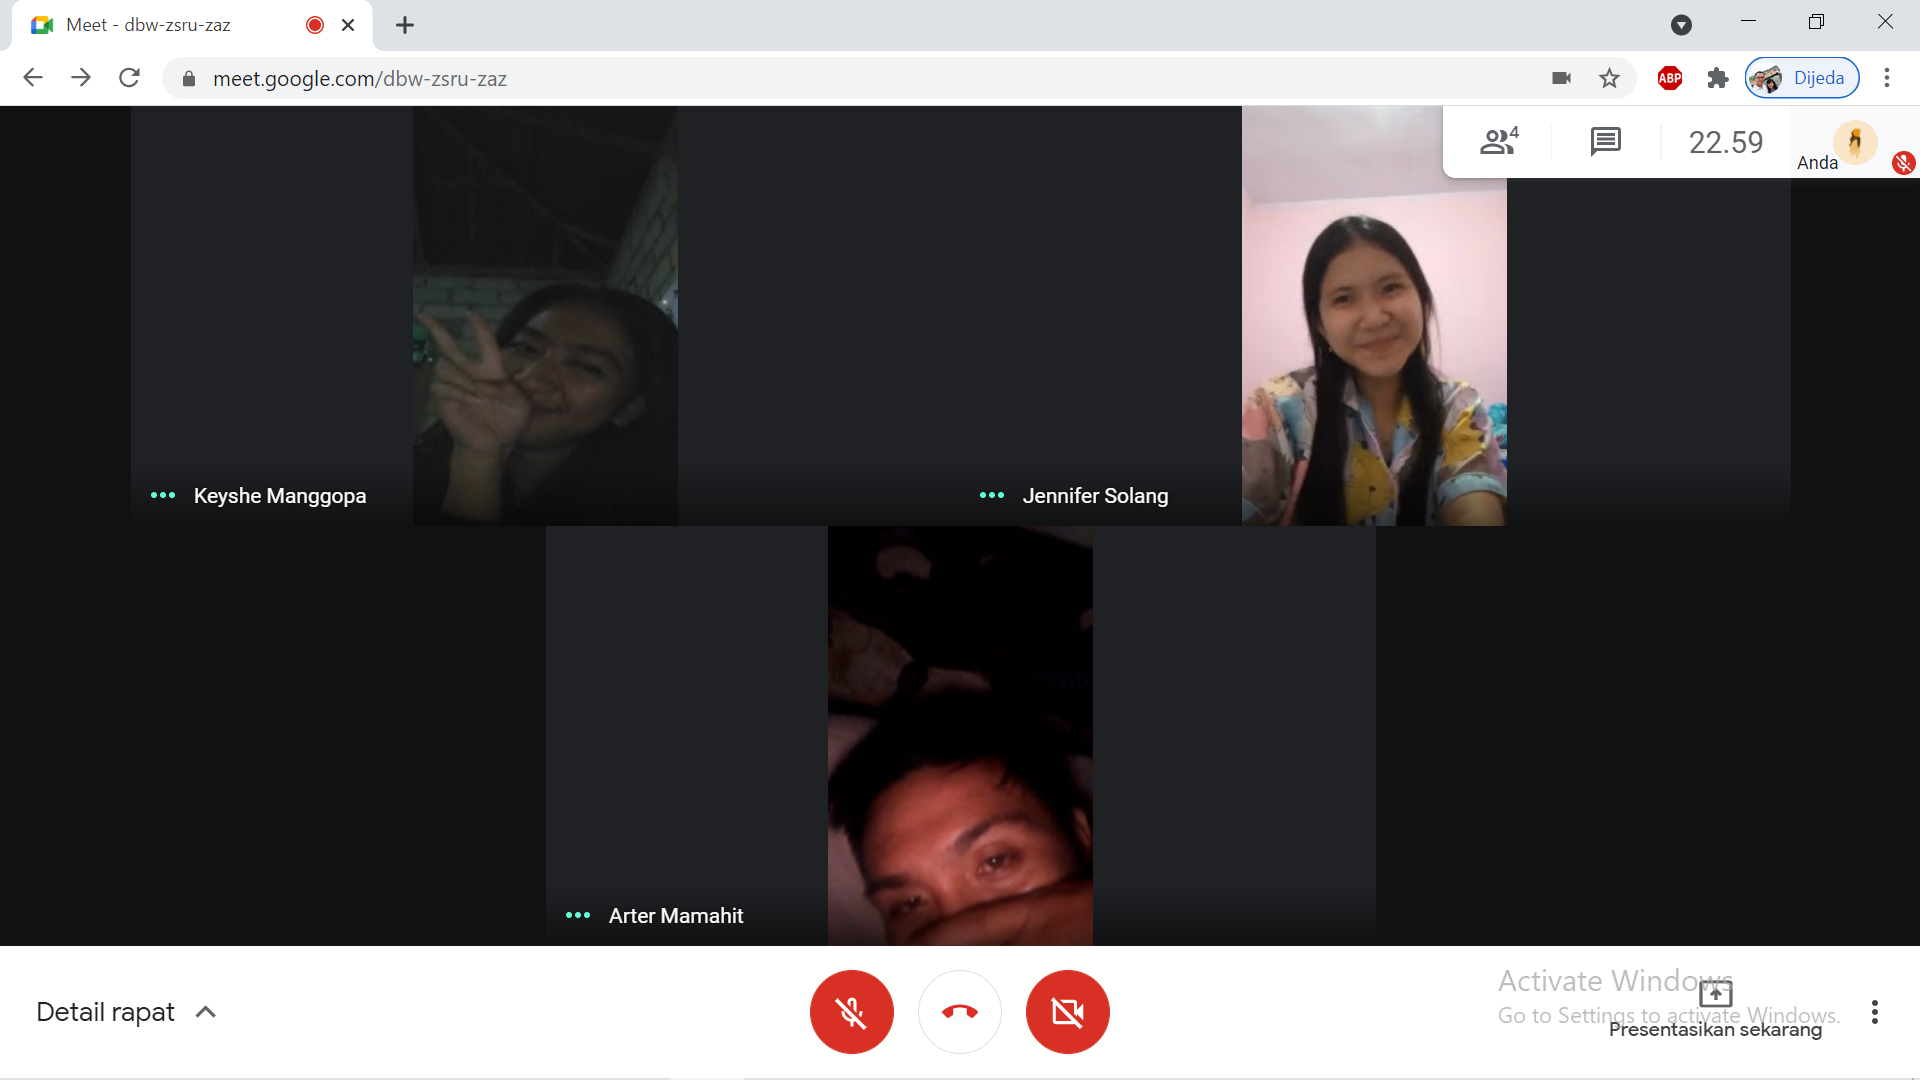 Meet - dbw-zsru-zaz
meet.google.com/dbw-zsru-zaz
ABP
Dijeda
4
22.59
Anda
Keyshe Manggopa
Jennifer Solang
Arter Mamahit
Detail rapat
Activate Windows
Go to Settings to activate Windows.
Presentasikan sekarang